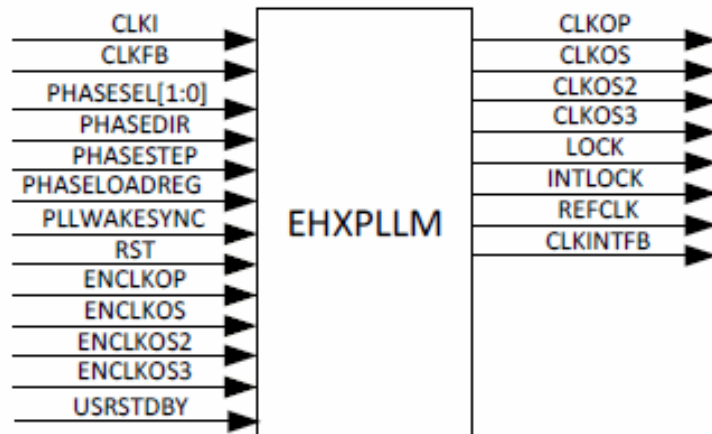 CLKI
CLKFB
PHASESEL[1:0]
PHASEDIR
PHASESTEP
PHASELOADREG
PLLWAKESYNC
RST
ENCLKOP
ENCLKOS
ENCLKOS2
ENCLKOS3
USRSTDBY
EHXPLLM
CLKOP
CLKOS
CLKOS2
CLKOS3
LOCK
INTLOCK
REFCLK
CLKINTFB